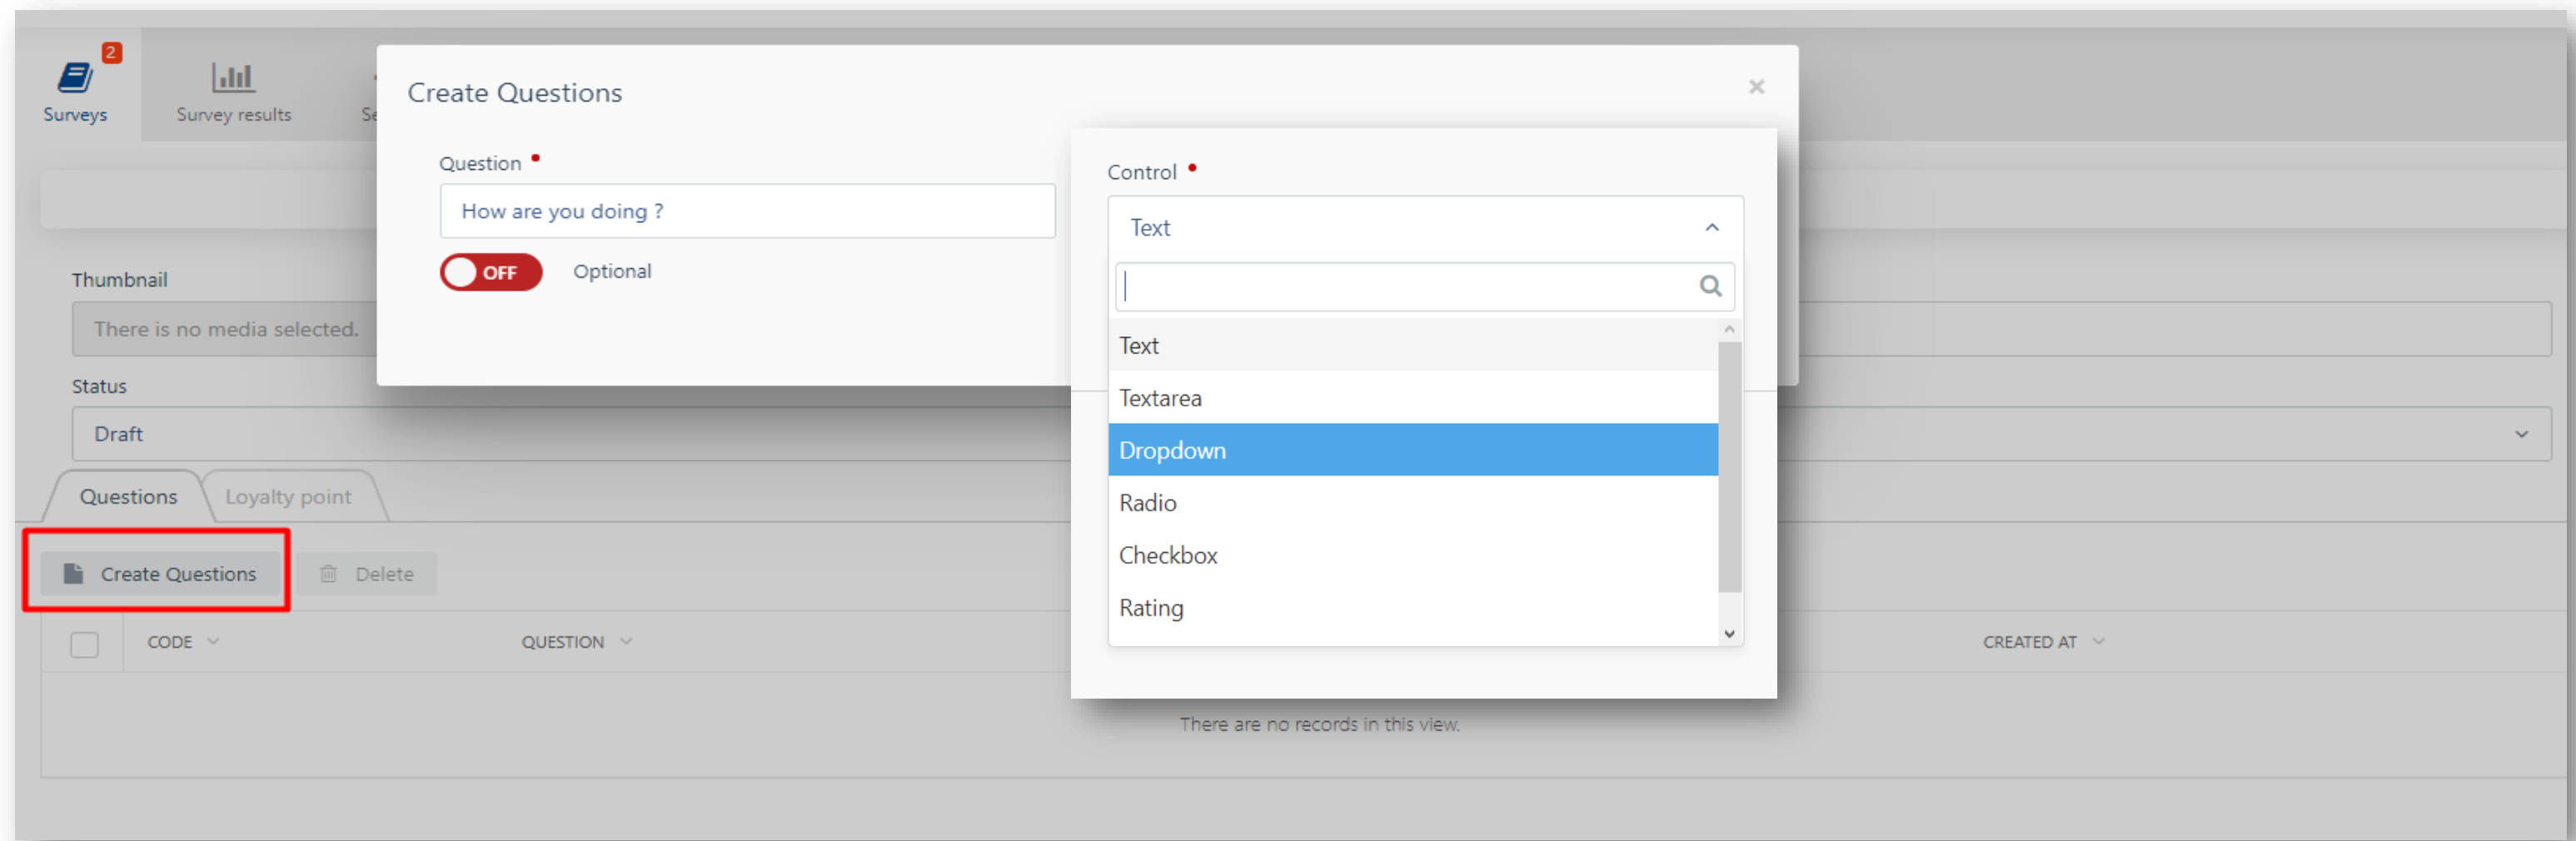 2
Surveys
Survey results
Se
Create Questions
×
Question
How are you doing ?
OFF Optional
Control
Text
Text
Textarea
Dropdown
Radio
Checkbox
Rating
Thumbnail
There is no media selected.
Status
Draft
Questions Loyalty point
Create Questions Delete
CODE QUESTION CREATED AT
There are no records in this view.